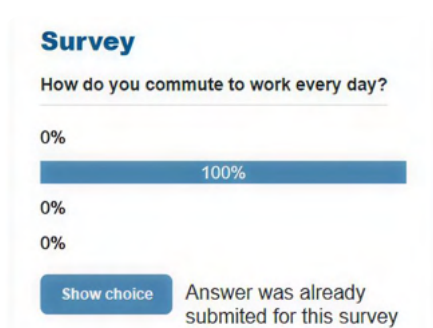 Survey
How do you commute to work every day?
0%
100%
0%
0%
Show choice
Answer was already
submited for this survey